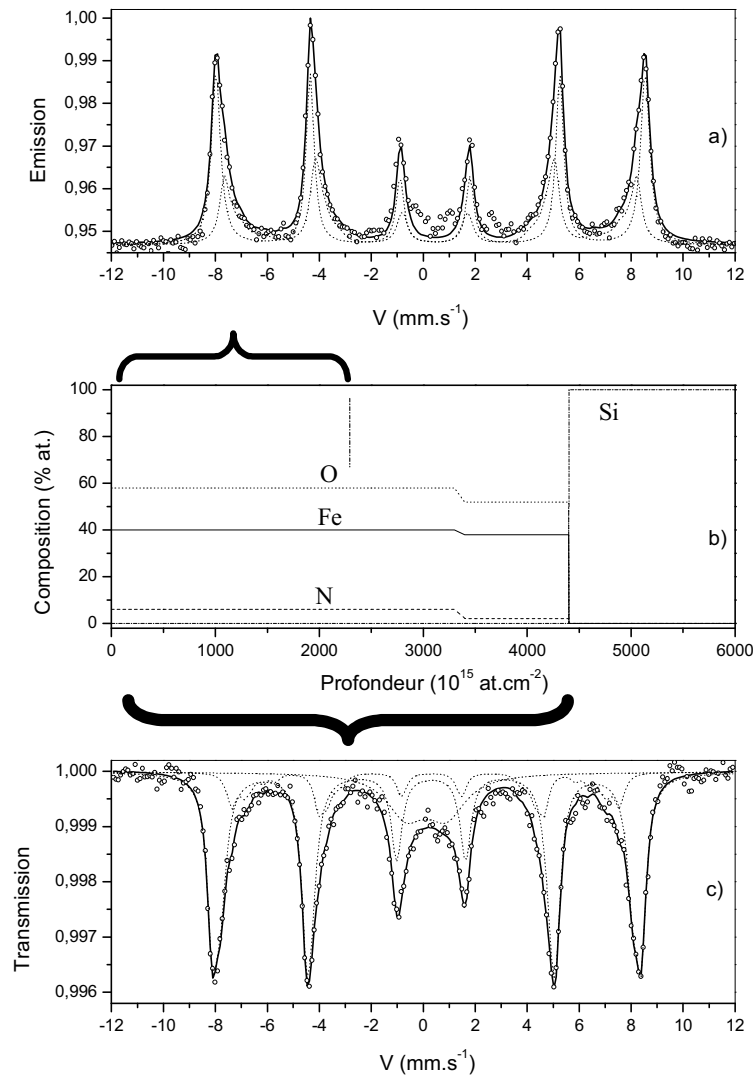 1,00
0,99
0,98
0,97
0,96
0,95
Emission
a)
-12 -10 -8 -6 -4 -2 0 2 4 6 8 10 12
V (mm.s⁻¹)
100
80
60
40
20
0
Composition (% at.)
Si
O
Fe
N
b)
0 1000 2000 3000 4000 5000 6000
Profondeur (10¹⁵ at.cm⁻²)
1,000
0,999
0,998
0,997
0,996
Transmission
c)
-12 -10 -8 -6 -4 -2 0 2 4 6 8 10 12
V (mm.s⁻¹)